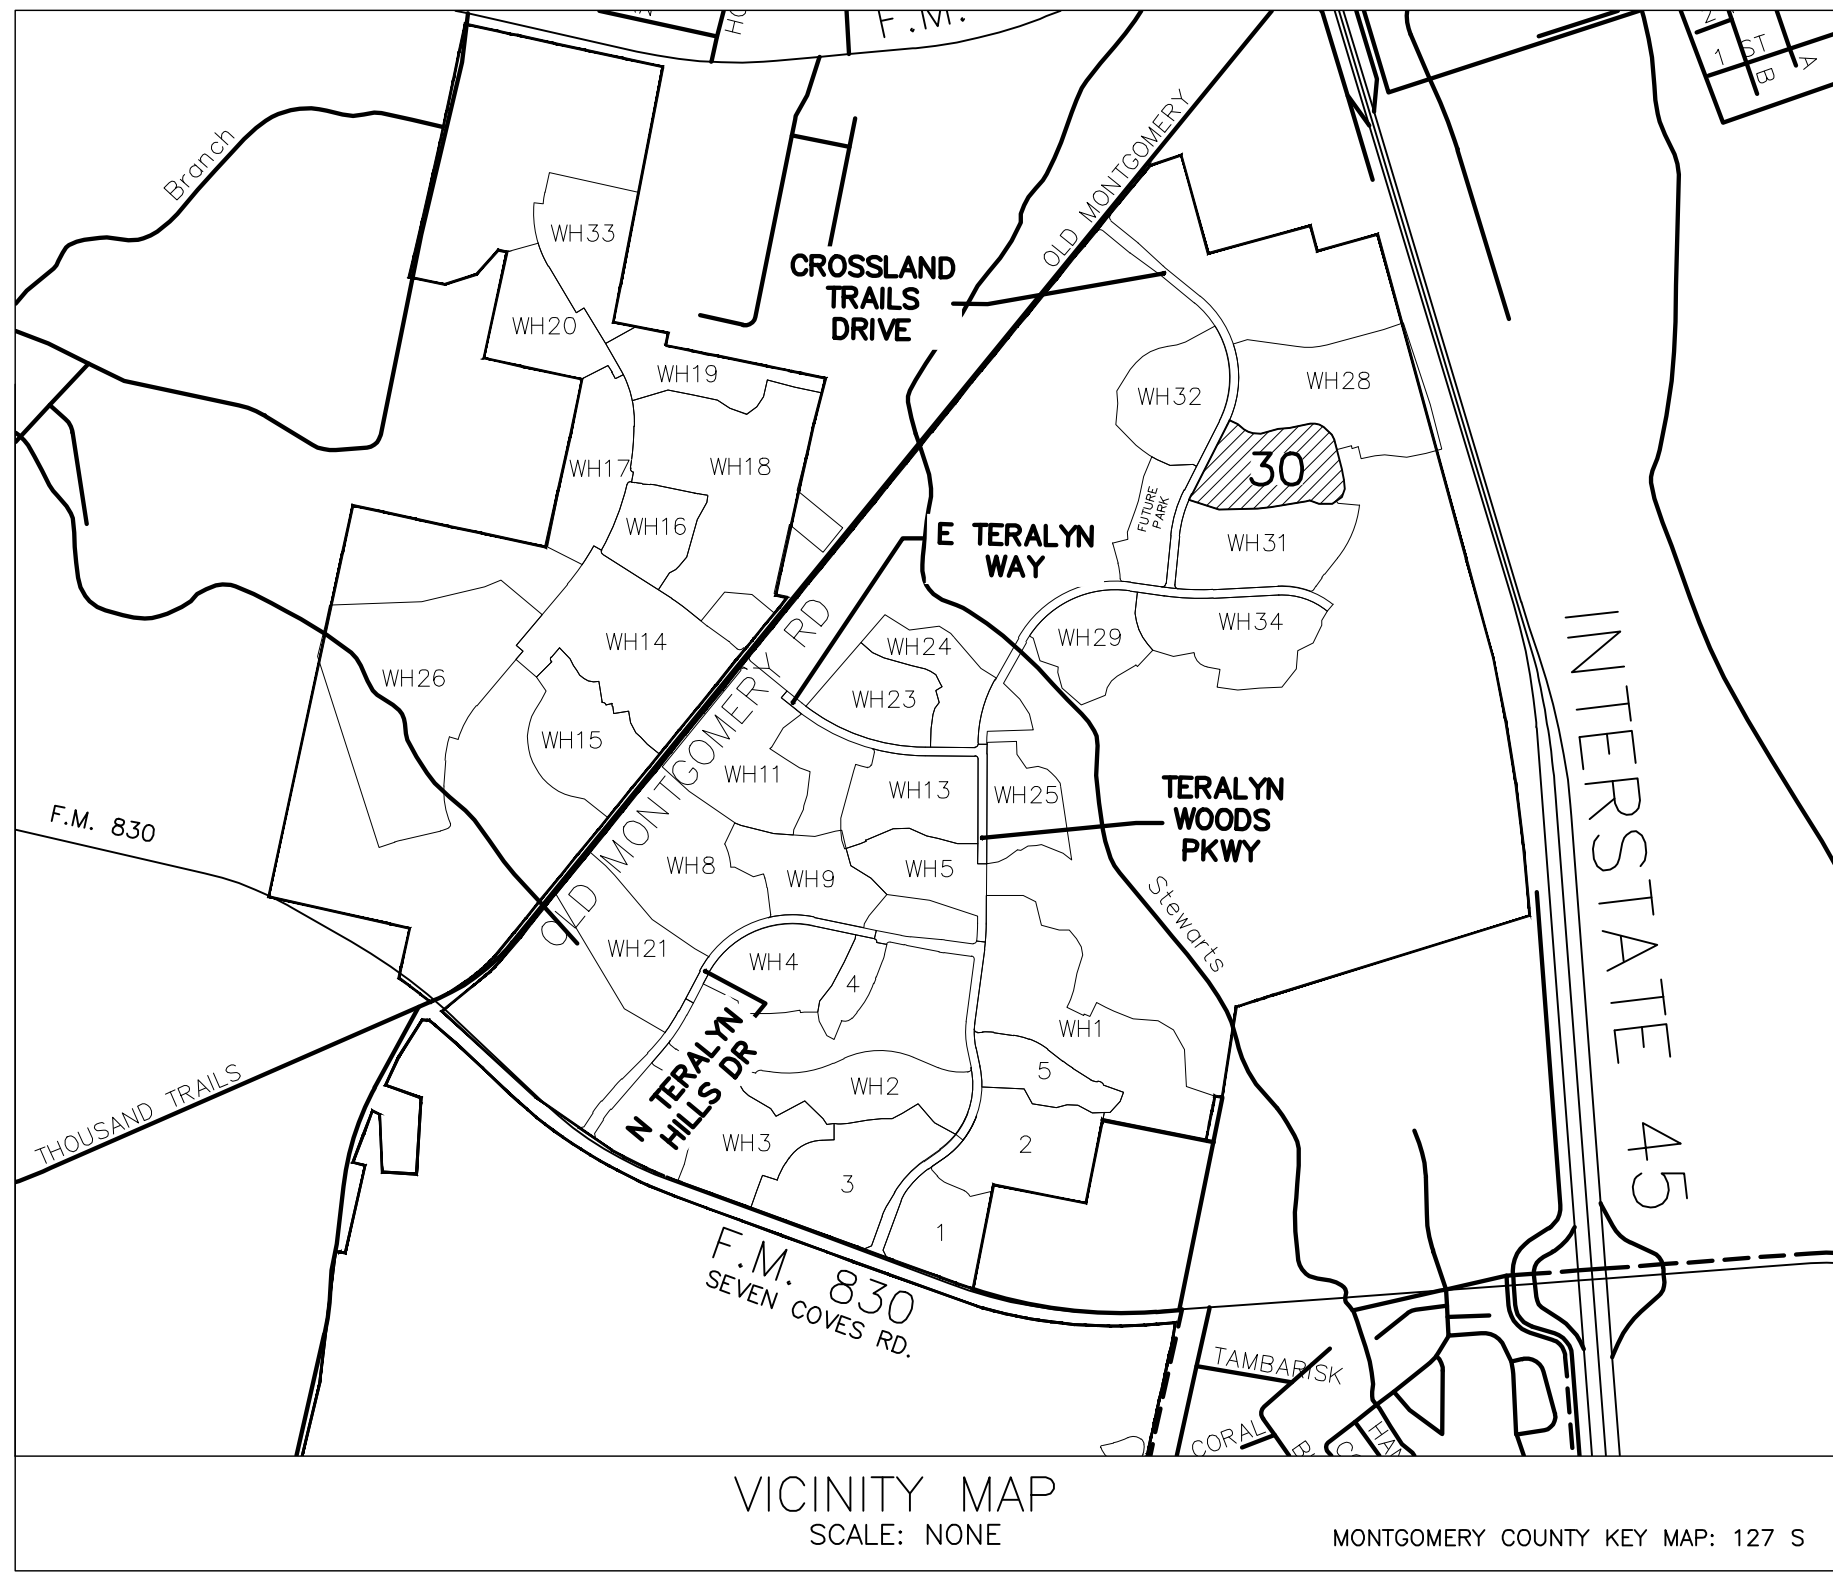 F.M.
1 ST
B
A
Branch
OLD MONTGOMERY
WH33
CROSSLAND
TRAILS
DRIVE
WH20
WH19
WH32
WH28
WH17
WH18
30
WH16
FUTURE
PARK
E TERALYN
WAY
WH31
WH14
WH24
WH29
WH34
WH26
WH23
OLD MONTGOMERY RD
WH15
WH11
WH13
WH25
TERALYN
WOODS
PKWY
INTERSTATE 45
F.M. 830
WH8
WH9
WH5
Stewarts
WH21
WH4
4
WH1
N TERALYN
HILLS DR
5
WH2
THOUSAND TRAILS
WH3
2
3
1
F.M. 830
SEVEN COVES RD.
TAMBARISK
CORAL
VICINITY MAP
SCALE: NONE
MONTGOMERY COUNTY KEY MAP: 127 S